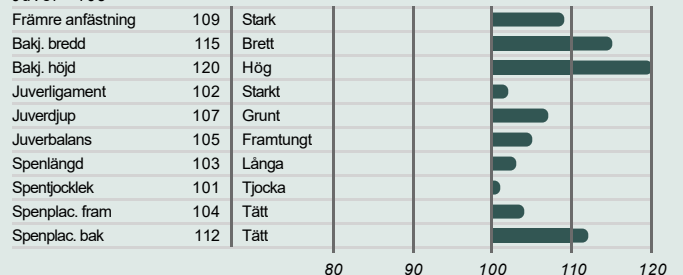 Främre anfästning 109 Stark
Bakj. bredd 115 Brett
Bakj. höjd 120 Hög
Juverligament 102 Starkt
Juverdjup 107 Grunt
Juverbalans 105 Framtungt
Spenlängd 103 Långa
Spentjocklek 101 Tjocka
Spenplac. fram 104 Tätt
Spenplac. bak 112 Tätt
80 90 100 110 120